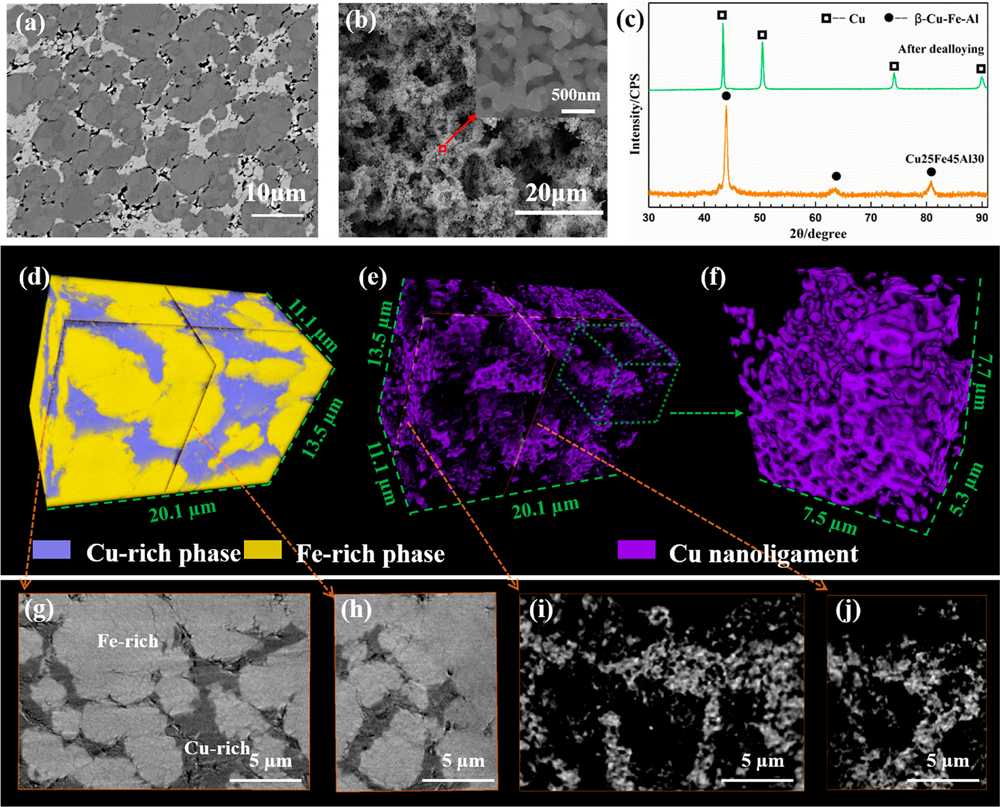 (a)
10μm
(b)
500nm
20μm
(c)
Cu
β-Cu-Fe-Al
After dealloying
Cu25Fe45Al30
Intensity/CPS
30 40 50 60 70 80 90
2θ/degree
(d)
11.1 μm
13.5 μm
20.1 μm
(e)
13.5 μm
11.1 μm
20.1 μm
(f)
7.7 μm
5.3 μm
7.5 μm
Cu-rich phase
Fe-rich phase
Cu nanoligament
(g)
Fe-rich
Cu-rich
5 μm
(h)
5 μm
(i)
5 μm
(j)
5 μm